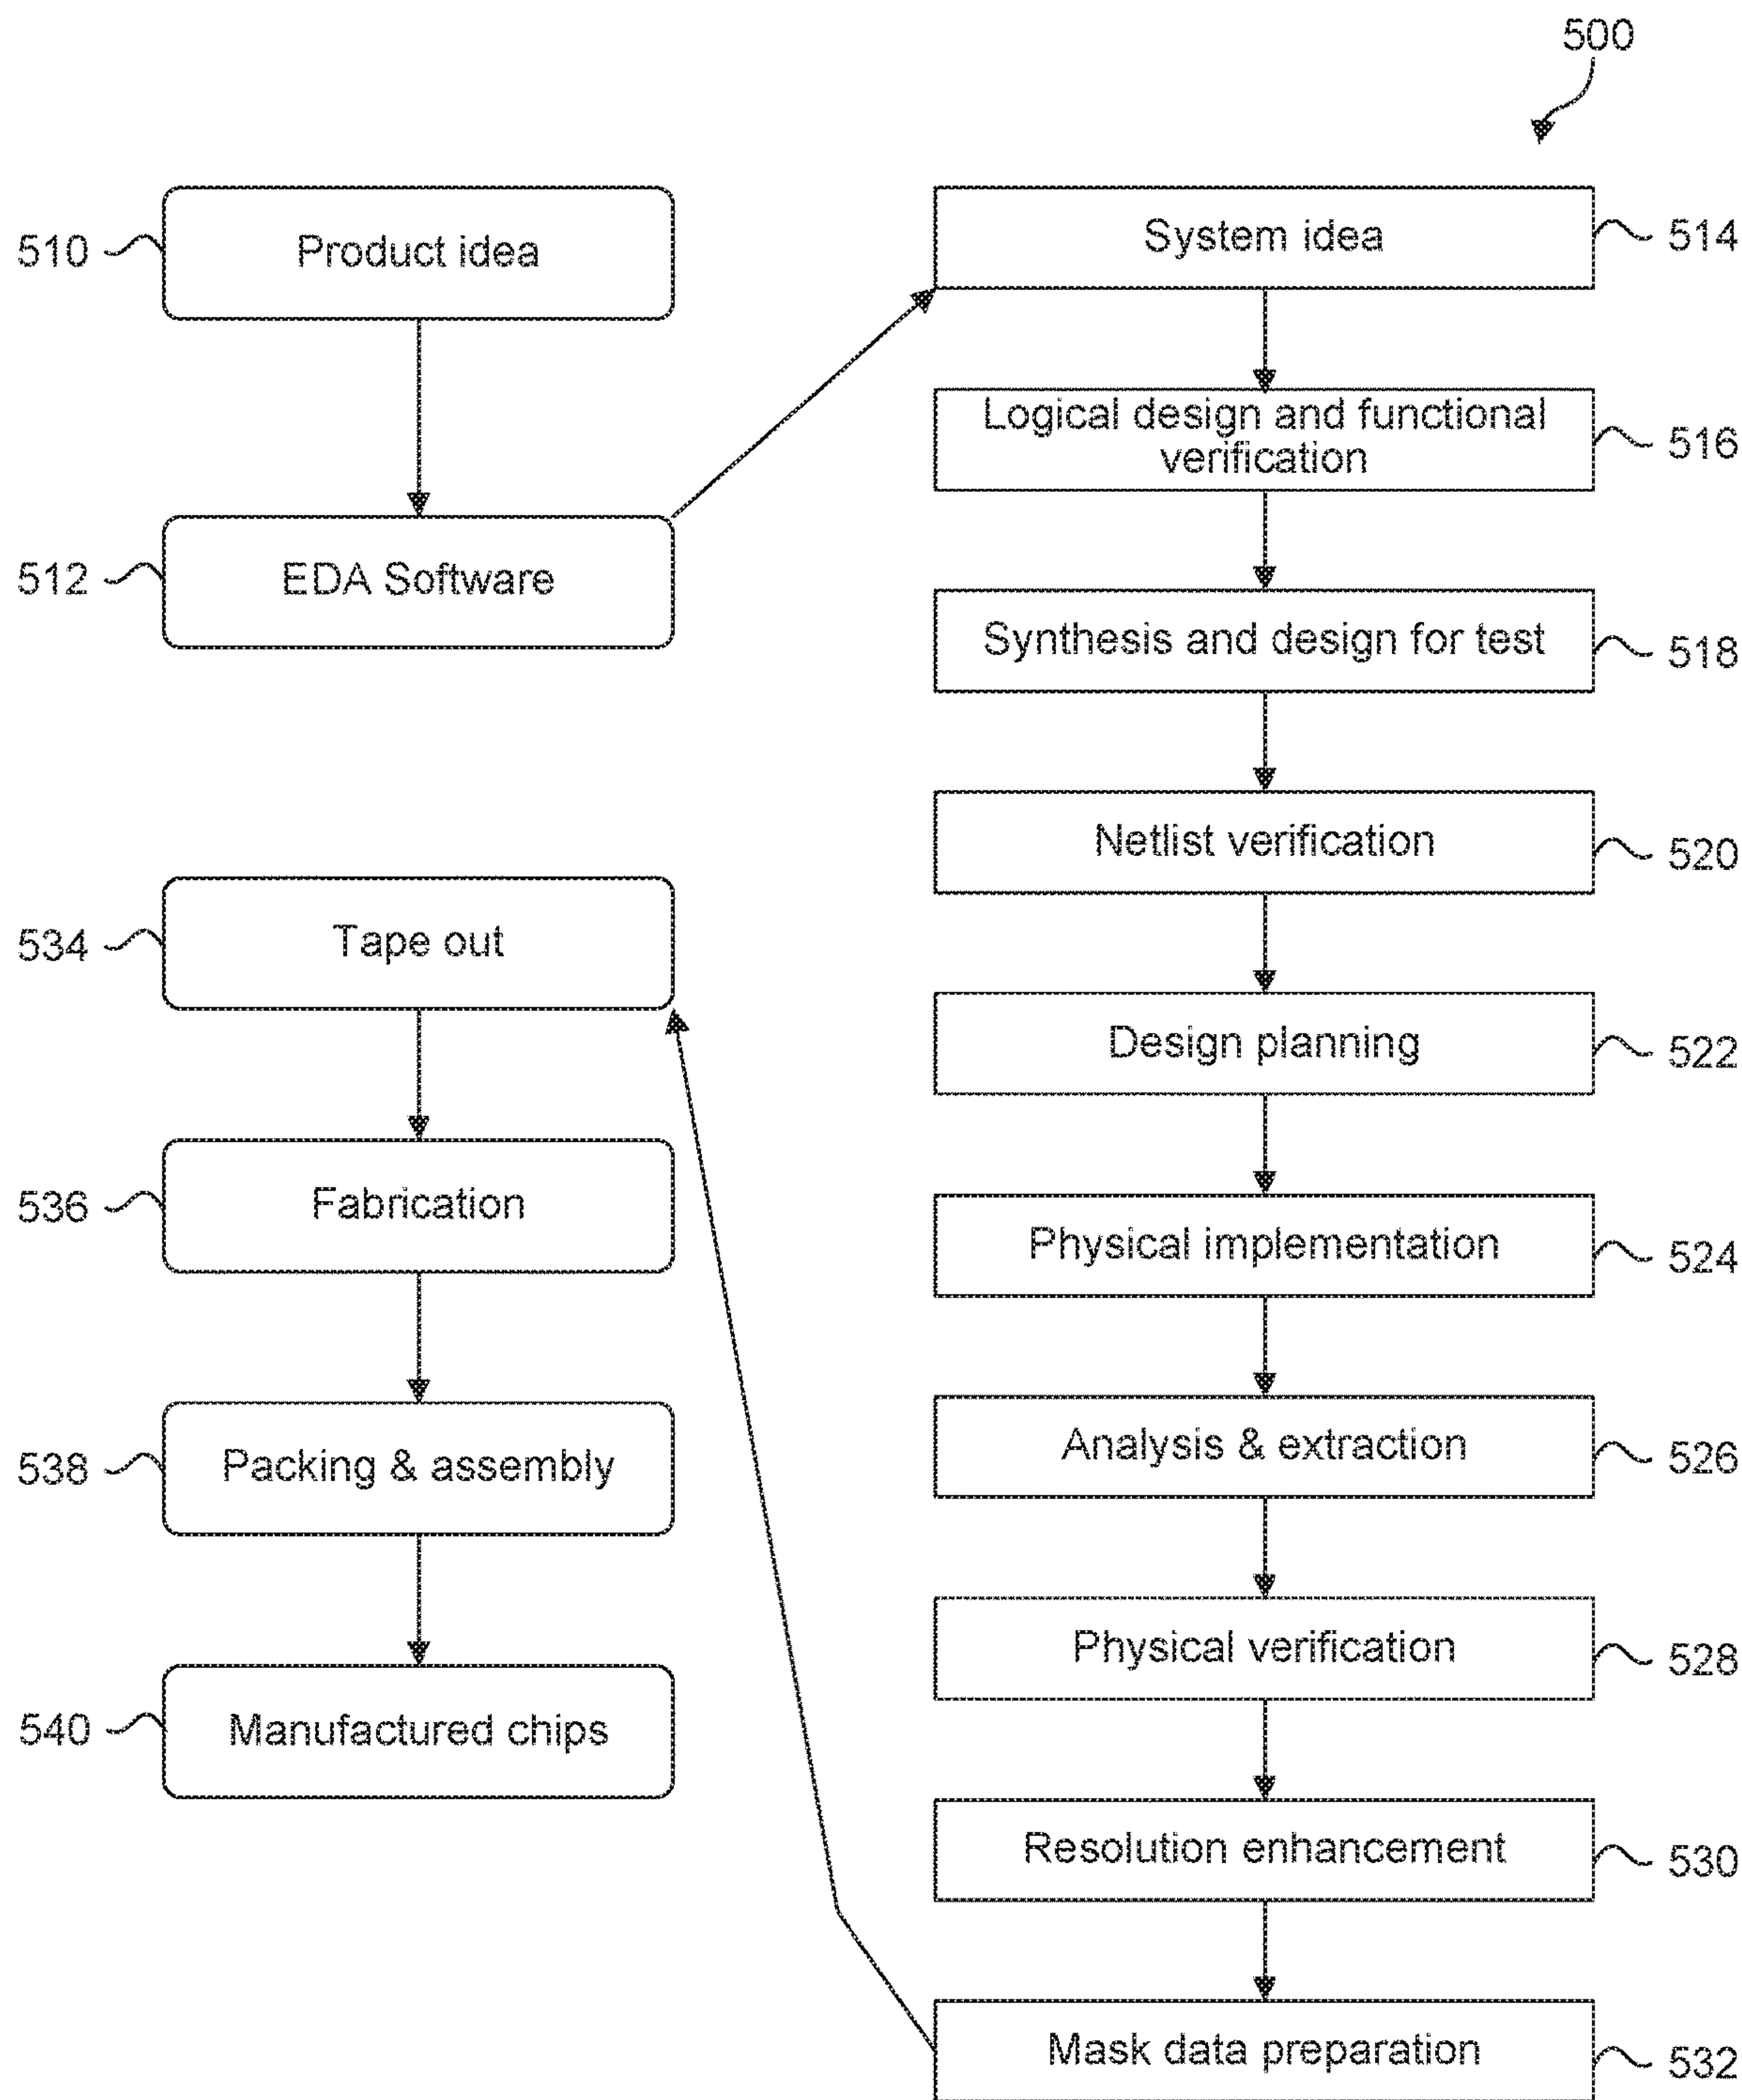 500
510
Product idea
512
EDA Software
System idea
514
Logical design and functional
verification
516
Synthesis and design for test
518
Netlist verification
520
Design planning
522
Physical implementation
524
Analysis & extraction
526
Physical verification
528
Resolution enhancement
530
Mask data preparation
532
534
Tape out
536
Fabrication
538
Packing & assembly
540
Manufactured chips